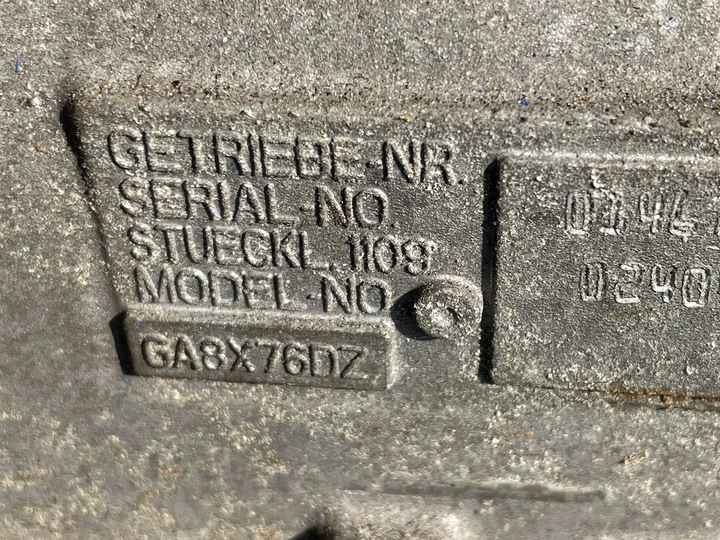 GETRIEBE-NR.
SERIAL-NO.
STUECKL. 1109
MODEL-NO
GA8X76DZ